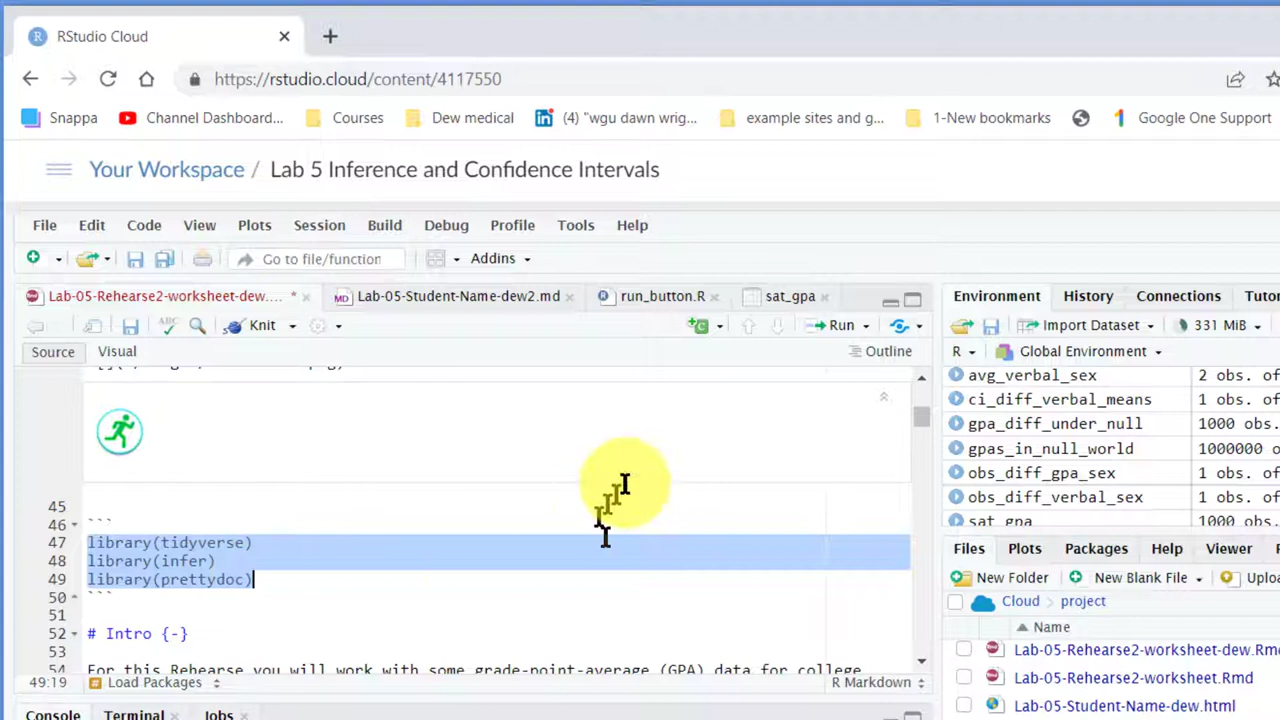 RStudio Cloud
https://rstudio.cloud/content/4117550
Snappa Channel Dashboard... Courses Dew medical (4) "wgu dawn wrig... example sites and g... 1-New bookmarks Google One Support
Your Workspace / Lab 5 Inference and Confidence Intervals
File Edit Code View Plots Session Build Debug Profile Tools Help
Go to file/function Addins
Lab-05-Rehearse2-worksheet-dew.... * Lab-05-Student-Name-dew2.md run_button.R sat_gpa
Knit Run
Source Visual Outline
45
46 ```
47 library(tidyverse)
48 library(infer)
49 library(prettydoc)
50 ```
51
52 # Intro {-}
53
54 For this Rehearse you will work with some grade-point-average (GPA) data for college
49:19 Load Packages R Markdown
Console Terminal Jobs
Environment History Connections Tutor
Import Dataset 331 MiB
R Global Environment
avg_verbal_sex 2 obs. of
ci_diff_verbal_means 1 obs. of
gpa_diff_under_null 1000 obs.
gpas_in_null_world 1000000 o
obs_diff_gpa_sex 1 obs. of
obs_diff_verbal_sex 1 obs. of
sat_gpa 1000 obs.
Files Plots Packages Help Viewer
New Folder New Blank File Uploa
Cloud project
Name
Lab-05-Rehearse2-worksheet-dew.Rmd
Lab-05-Rehearse2-worksheet.Rmd
Lab-05-Student-Name-dew.html